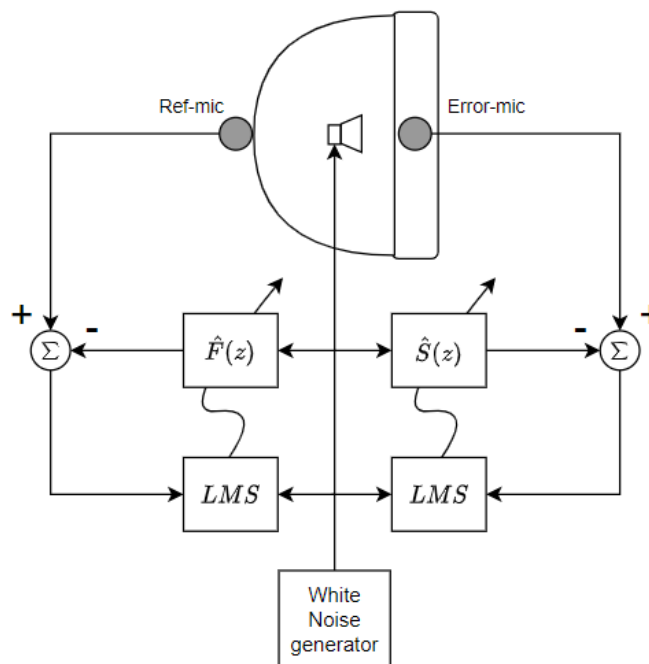 Ref-mic
Error-mic
+
-
-
+
Σ
F̂(z)
Ŝ(z)
Σ
LMS
LMS
White
Noise
generator